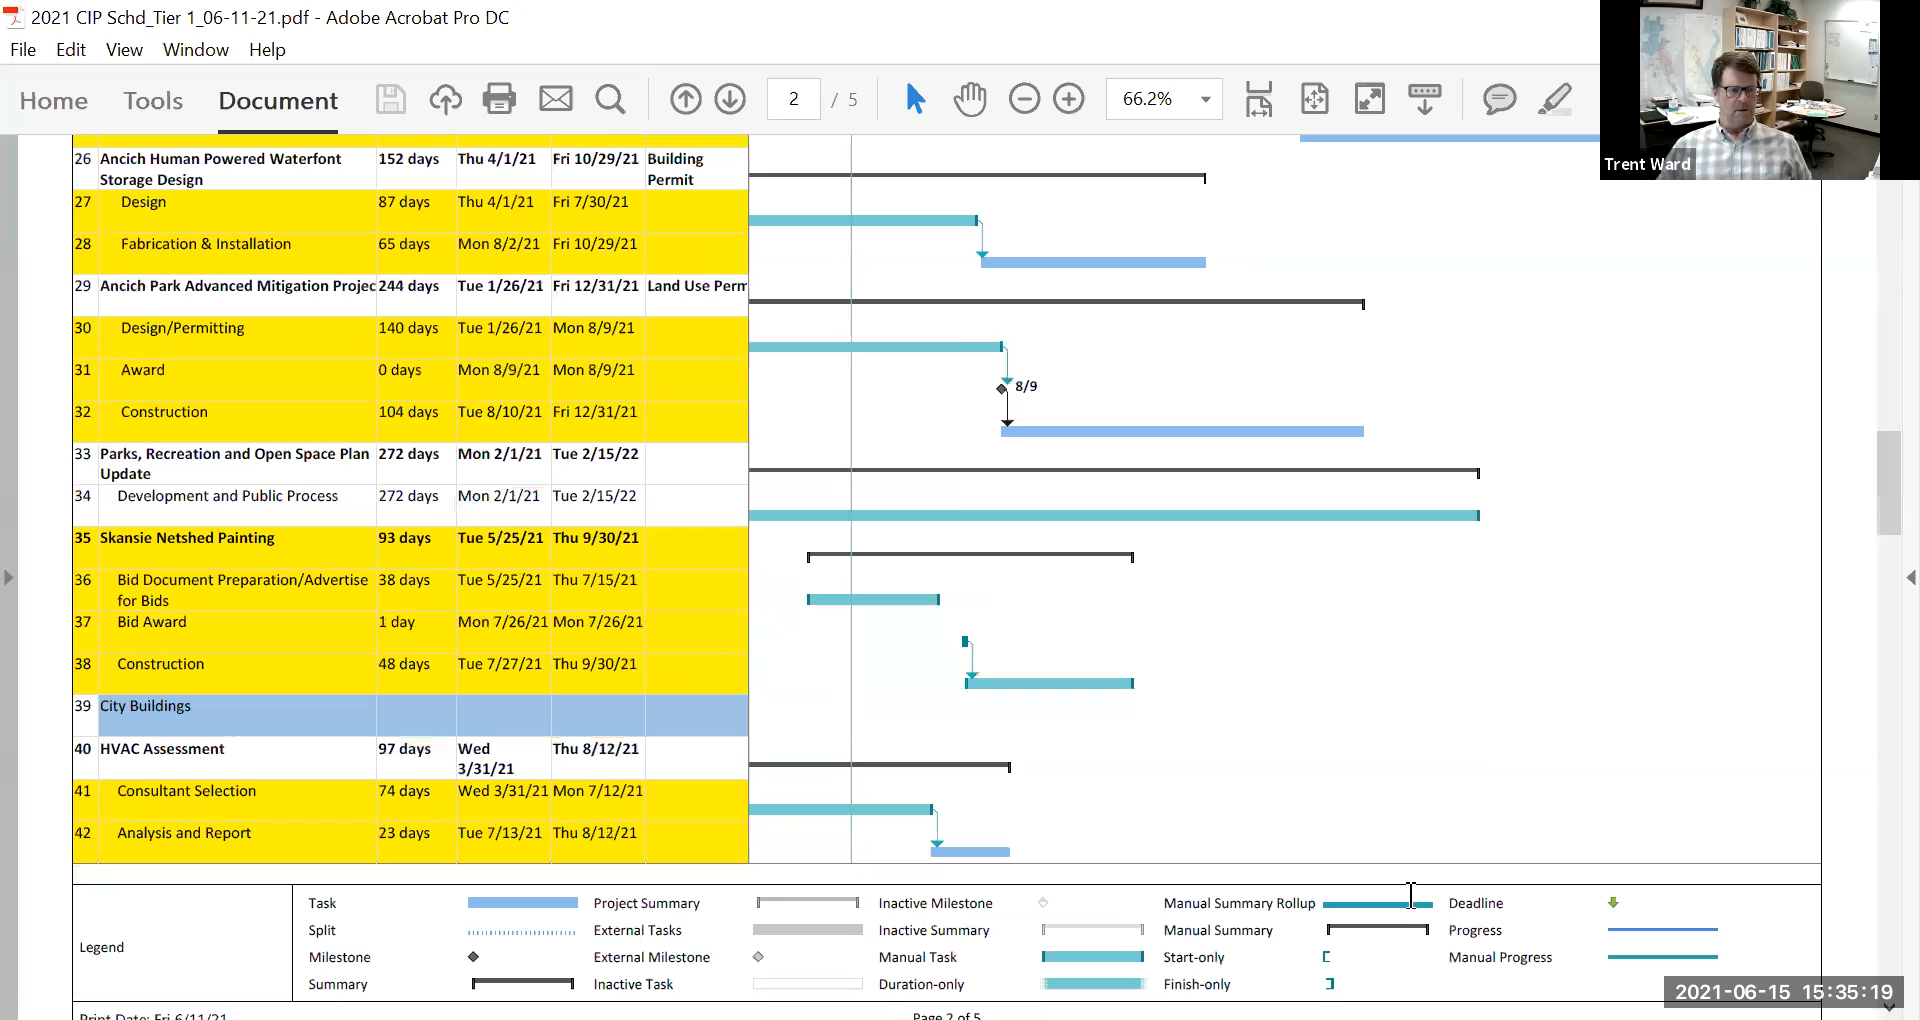 2021 CIP Schd_Tier 1_06-11-21.pdf - Adobe Acrobat Pro DC
File Edit View Window Help
Home Tools Document 2 / 5 66.2%
Trent Ward
26 Ancich Human Powered Waterfont 152 days Thu 4/1/21 Fri 10/29/21 Building
Storage Design Permit
27 Design 87 days Thu 4/1/21 Fri 7/30/21
28 Fabrication & Installation 65 days Mon 8/2/21 Fri 10/29/21
29 Ancich Park Advanced Mitigation Projec 244 days Tue 1/26/21 Fri 12/31/21 Land Use Perm
30 Design/Permitting 140 days Tue 1/26/21 Mon 8/9/21
31 Award 0 days Mon 8/9/21 Mon 8/9/21 8/9
32 Construction 104 days Tue 8/10/21 Fri 12/31/21
33 Parks, Recreation and Open Space Plan 272 days Mon 2/1/21 Tue 2/15/22
Update
34 Development and Public Process 272 days Mon 2/1/21 Tue 2/15/22
35 Skansie Netshed Painting 93 days Tue 5/25/21 Thu 9/30/21
36 Bid Document Preparation/Advertise 38 days Tue 5/25/21 Thu 7/15/21
for Bids
37 Bid Award 1 day Mon 7/26/21 Mon 7/26/21
38 Construction 48 days Tue 7/27/21 Thu 9/30/21
39 City Buildings
40 HVAC Assessment 97 days Wed Thu 8/12/21
3/31/21
41 Consultant Selection 74 days Wed 3/31/21 Mon 7/12/21
42 Analysis and Report 23 days Tue 7/13/21 Thu 8/12/21
Legend
Task Project Summary Inactive Milestone Manual Summary Rollup Deadline
Split External Tasks Inactive Summary Manual Summary Progress
Milestone External Milestone Manual Task Start-only Manual Progress
Summary Inactive Task Duration-only Finish-only
2021-06-15 15:35:19
Print Date: Fri 6/11/21 Page 2 of 5